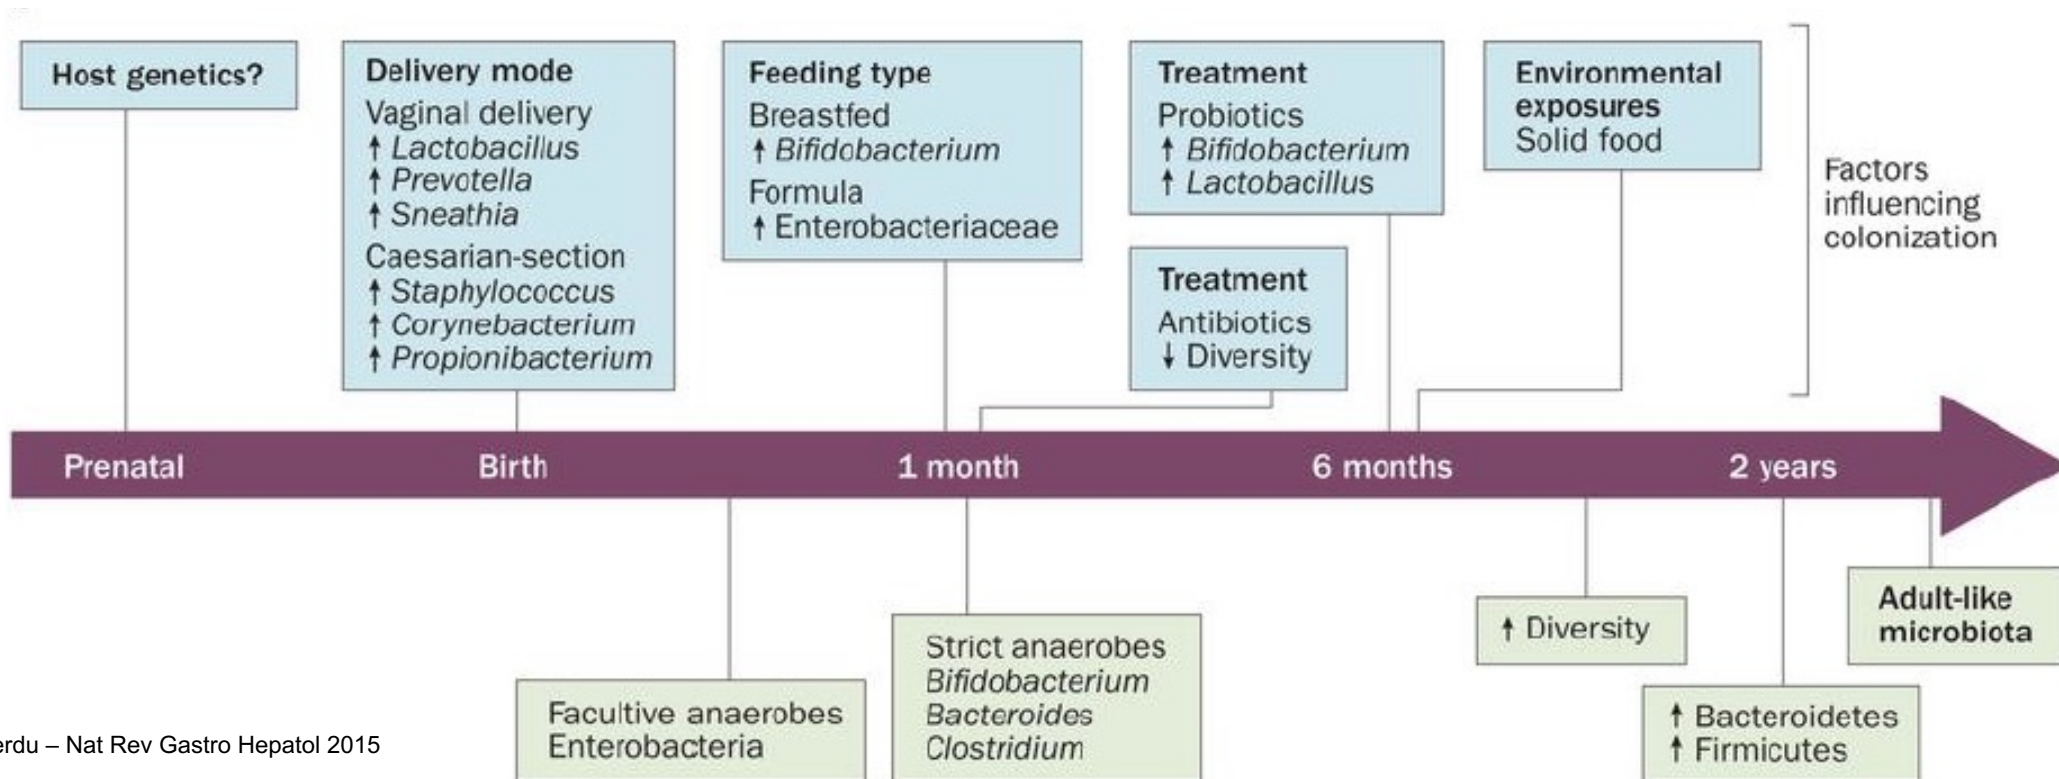 Host genetics?
Delivery mode
Vaginal delivery
↑ Lactobacillus
↑ Prevotella
↑ Sneathia
Caesarian-section
↑ Staphylococcus
↑ Corynebacterium
↑ Propionibacterium
Feeding type
Breastfed
↑ Bifidobacterium
Formula
↑ Enterobacteriaceae
Treatment
Probiotics
↑ Bifidobacterium
↑ Lactobacillus
Treatment
Antibiotics
↓ Diversity
Environmental
exposures
Solid food
Factors
influencing
colonization
Prenatal
Birth
1 month
6 months
2 years
Facultive anaerobes
Enterobacteria
Strict anaerobes
Bifidobacterium
Bacteroides
Clostridium
↑ Diversity
↑ Bacteroidetes
↑ Firmicutes
Adult-like
microbiota
erdu – Nat Rev Gastro Hepatol 2015